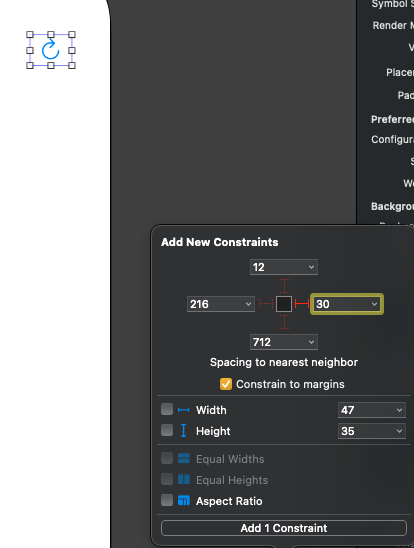 Symbol S
Render M
V
Placer
Pad
Preferred
Configura
S
We
Backgrou
Add New Constraints
12
216
30
712
Spacing to nearest neighbor
Constrain to margins
Width
47
Height
35
Equal Widths
Equal Heights
Aspect Ratio
Add 1 Constraint